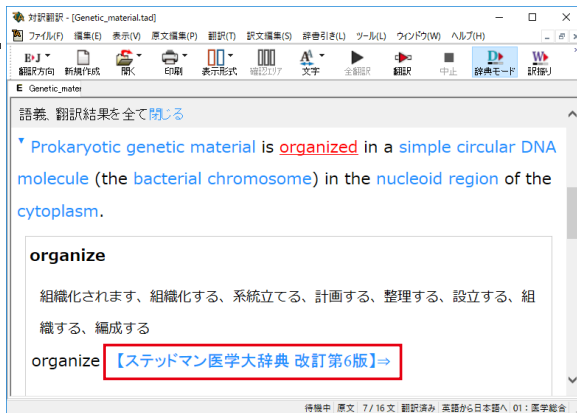 対訳翻訳 - [Genetic_material.tad]
ファイル(F) 編集(E) 表示(V) 原文編集(P) 翻訳(T) 訳文編集(S) 辞書引き(L) ツール(L) ウインドウ(W) ヘルプ(H)
E▸J
翻訳方向 新規作成 開く 印刷 表示形式 確認エリア 文字 全翻訳 翻訳 中止 辞典モード 訳振り
E Genetic_mater
語義、翻訳結果を全て閉じる
Prokaryotic genetic material is organized in a simple circular DNA
molecule (the bacterial chromosome) in the nucleoid region of the
cytoplasm.
organize
組織化されます、組織化する、系統立てる、計画する、整理する、設立する、組
織する、編成する
organize 【ステッドマン医学大辞典 改訂第6版】⇒
待機中 原文 7/16文 翻訳済み 英語から日本語へ 01：医学総合